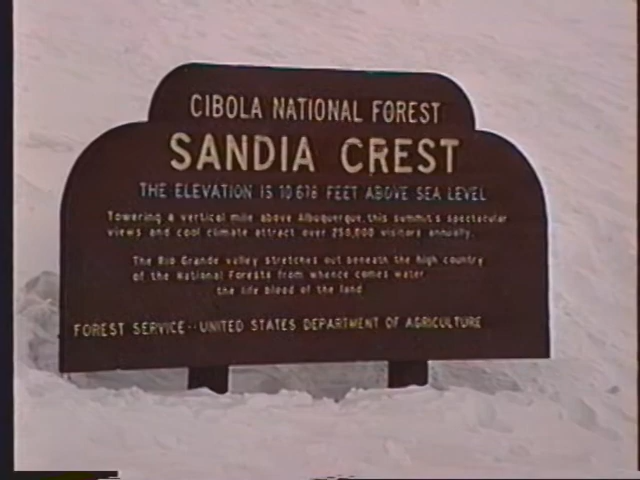 CIBOLA NATIONAL FOREST
SANDIA CREST
THE ELEVATION IS 10 678 FEET ABOVE SEA LEVEL
Towering a vertical mile above Albuquerque, this summit's spectacular
views and cool climate attract over 250,000 visitors annually.
The Rio Grande valley stretches out beneath the high country
of the National Forests from whence comes water
the life blood of the land
FOREST SERVICE -- UNITED STATES DEPARTMENT OF AGRICULTURE